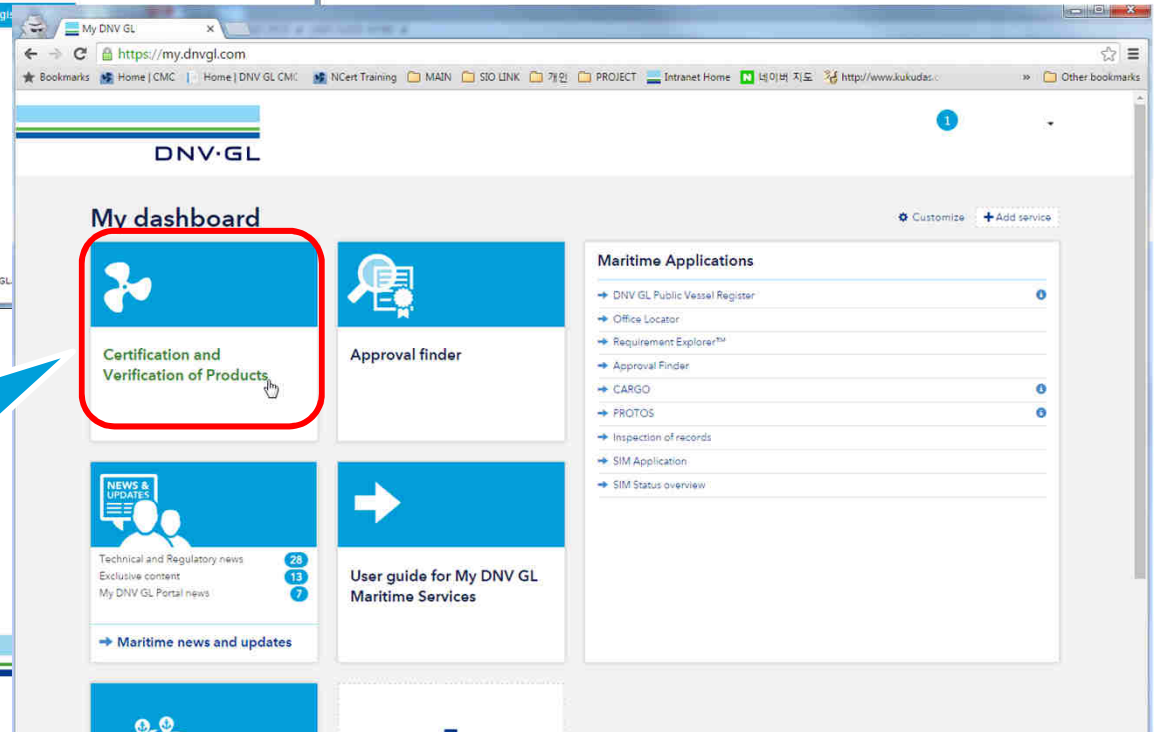 My DNV GL
https://my.dnvgl.com
Bookmarks Home | CMC Home | DNV GL CMC NCert Training MAIN SIO LINK 개인 PROJECT Intranet Home 네이버 지도 http://www.kukudas.c » Other bookmarks
1
DNV·GL
My dashboard
Customize
Add service
Certification and
Verification of Products
Approval finder
Maritime Applications
DNV GL Public Vessel Register
Office Locator
Requirement Explorer™
Approval Finder
CARGO
PROTOS
Inspection of records
SIM Application
SIM Status overview
NEWS &
UPDATES
Technical and Regulatory news 28
Exclusive content 13
My DNV GL Portal news 7
Maritime news and updates
User guide for My DNV GL
Maritime Services